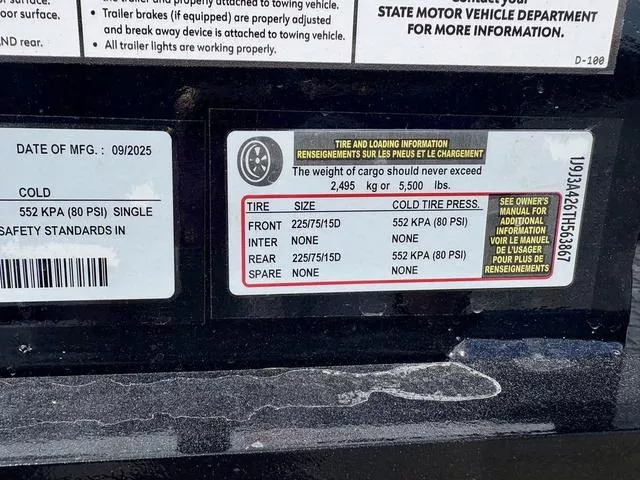 surface.
oor surface.
AND rear.
the trailer and properly attached to towing vehicle.
• Trailer brakes (if equipped) are properly adjusted
and break away device is attached to towing vehicle.
• All trailer lights are working properly.
Contact your
STATE MOTOR VEHICLE DEPARTMENT
FOR MORE INFORMATION.
D-100
DATE OF MFG.: 09/2025
COLD
552 KPA (80 PSI) SINGLE
SAFETY STANDARDS IN
TIRE AND LOADING INFORMATION
RENSEIGNEMENTS SUR LES PNEUS ET LE CHARGEMENT
The weight of cargo should never exceed
2,495 kg or 5,500 lbs.
TIRE SIZE COLD TIRE PRESS.
FRONT 225/75/15D 552 KPA (80 PSI)
INTER NONE NONE
REAR 225/75/15D 552 KPA (80 PSI)
SPARE NONE NONE
SEE OWNER'S
MANUAL FOR
ADDITIONAL
INFORMATION
VOIR LE MANUEL
DE L'USAGER
POUR PLUS DE
RENSEIGNEMENTS
1J9J3A426TH563867